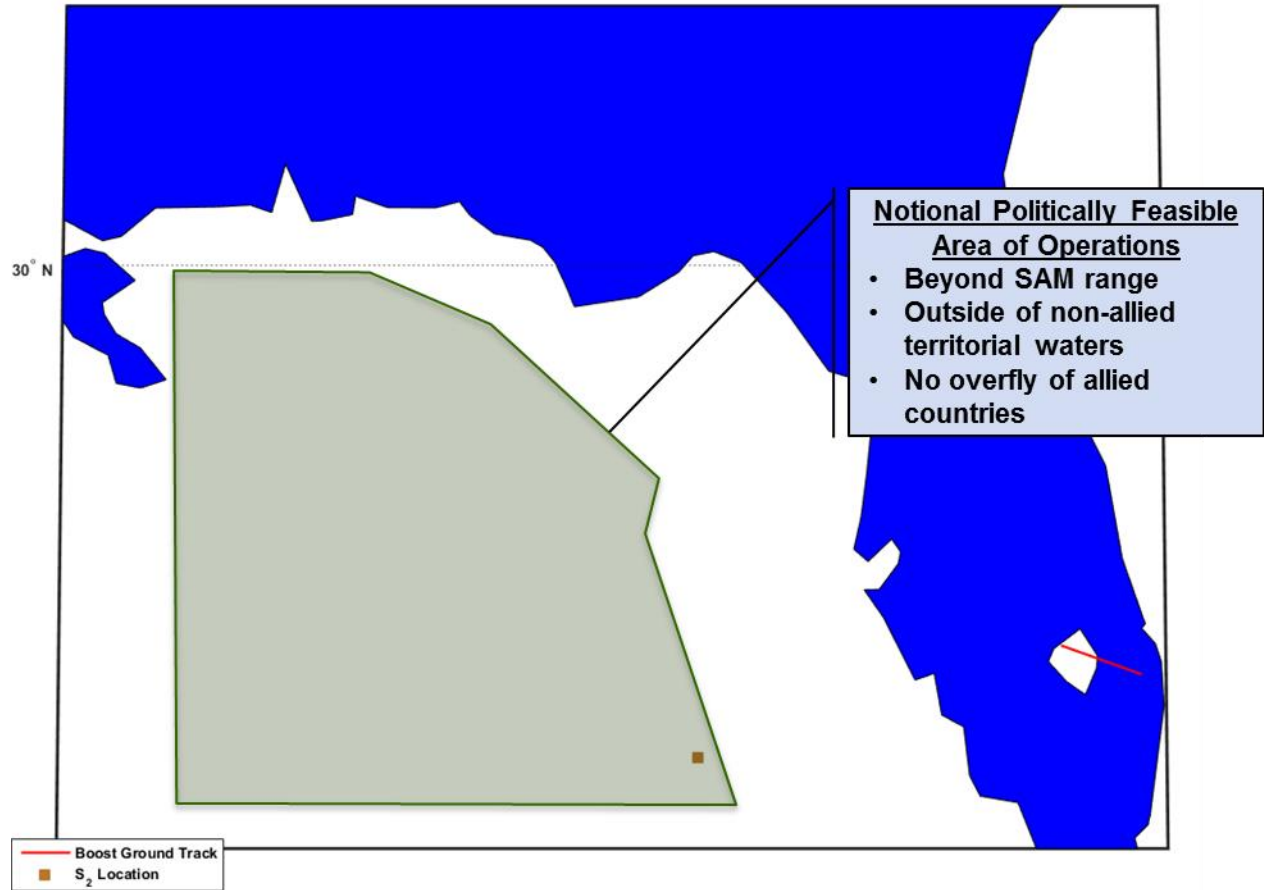 Notional Politically Feasible
Area of Operations
• Beyond SAM range
• Outside of non-allied
territorial waters
• No overfly of allied
countries
30° N
Boost Ground Track
S₂ Location